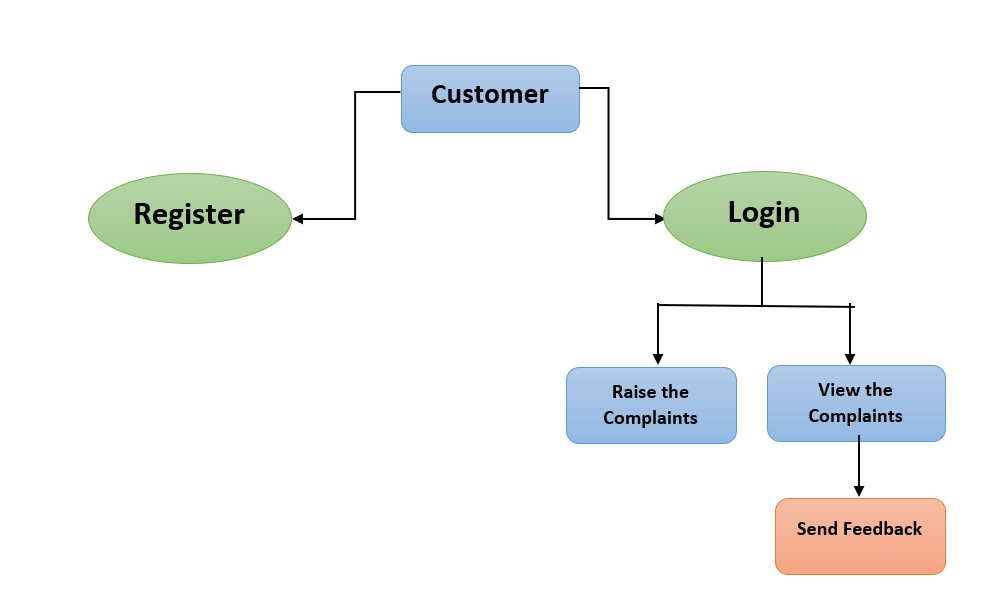 Customer
Register
Login
Raise the
Complaints
View the
Complaints
Send Feedback